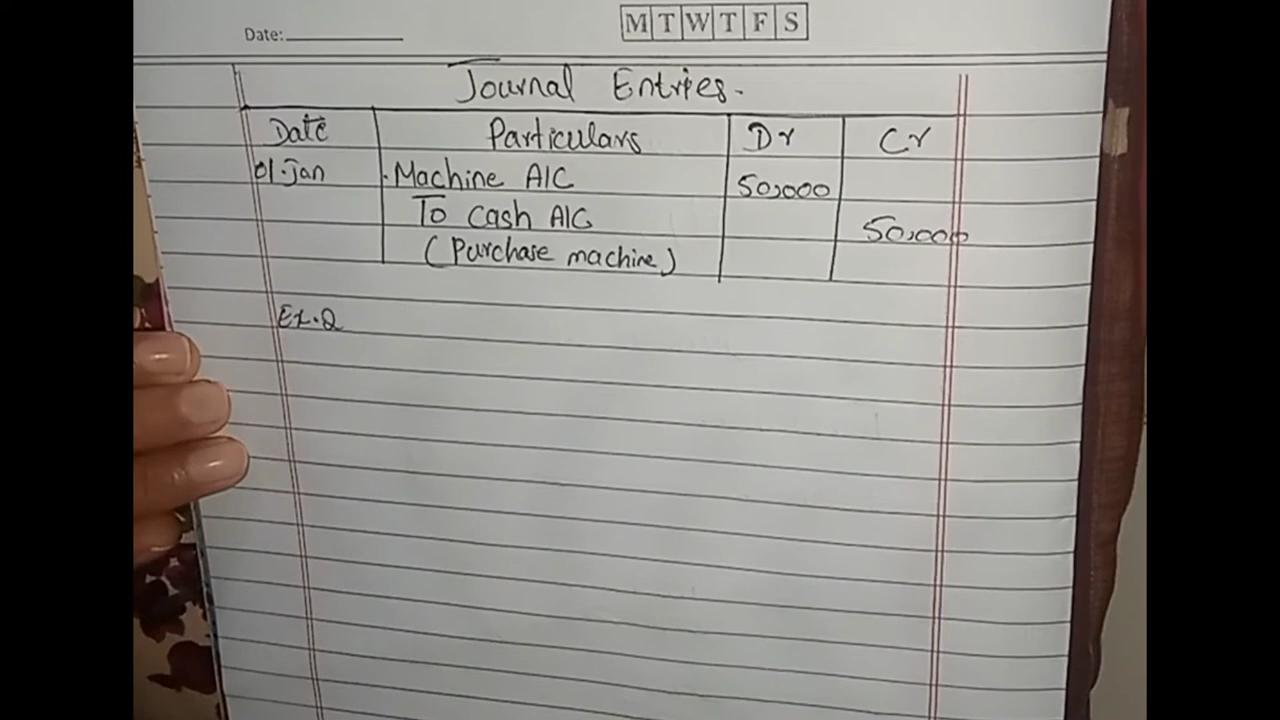 Date: M T W T F S
Journal Entries.
Date Particulars Dr Cr
01.Jan .Machine A/C 50,000
To Cash A/C 50,000
(Purchase machine)
Ex.2